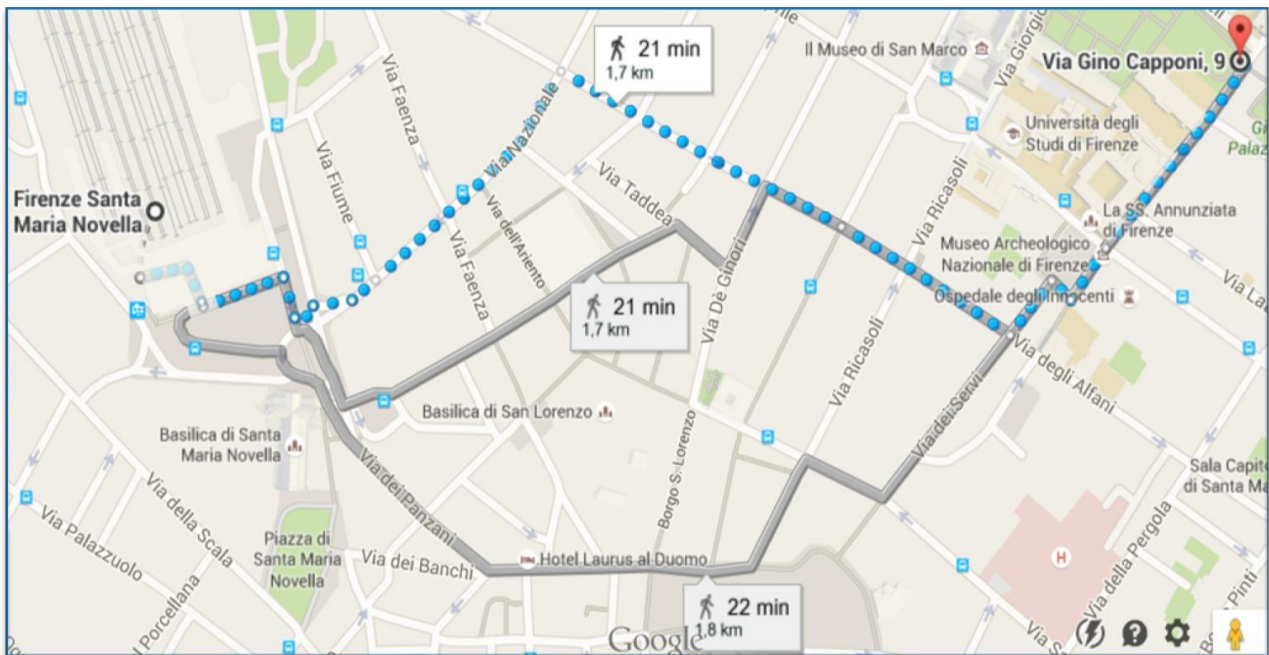 21 min
1,7 km
Il Museo di San Marco
Via Giorgio
Via Gino Capponi, 9
Via Faenza
Via Nazionale
Università degli
Studi di Firenze
Via Fiume
Via Taddea
Via Ricasoli
Firenze Santa
Maria Novella
La SS. Annunziata
di Firenze
Via dell'Ariento
Via Faenza
Via Dè Ginori
Museo Archeologico
Nazionale di Firenze
Ospedale degli Innocenti
21 min
1,7 km
Via Ricasoli
Via degli Alfani
Via dei Servi
Basilica di San Lorenzo
Basilica di Santa
Maria Novella
Borgo S. Lorenzo
Via dei Panzani
Via della Scala
Via Palazzuolo
Piazza di
Santa Maria
Novella
Via dei Banchi
Hotel Laurus al Duomo
H
Via della Pergola
Sala Capit
di Santa Ma
Pinti
Porcellana
22 min
1,8 km
Google
?